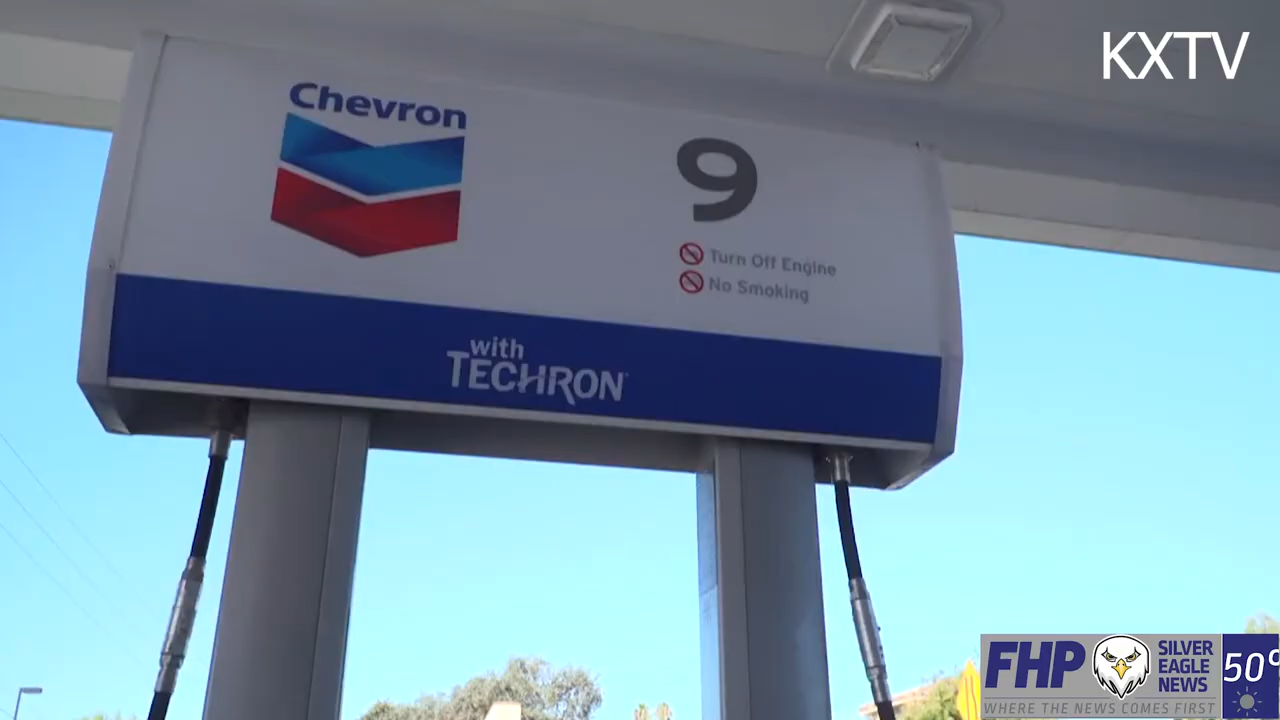 KXTV
Chevron
9
Turn Off Engine
No Smoking
with
TECHRON
FHP
SILVER
EAGLE
NEWS
50°
WHERE THE NEWS COMES FIRST